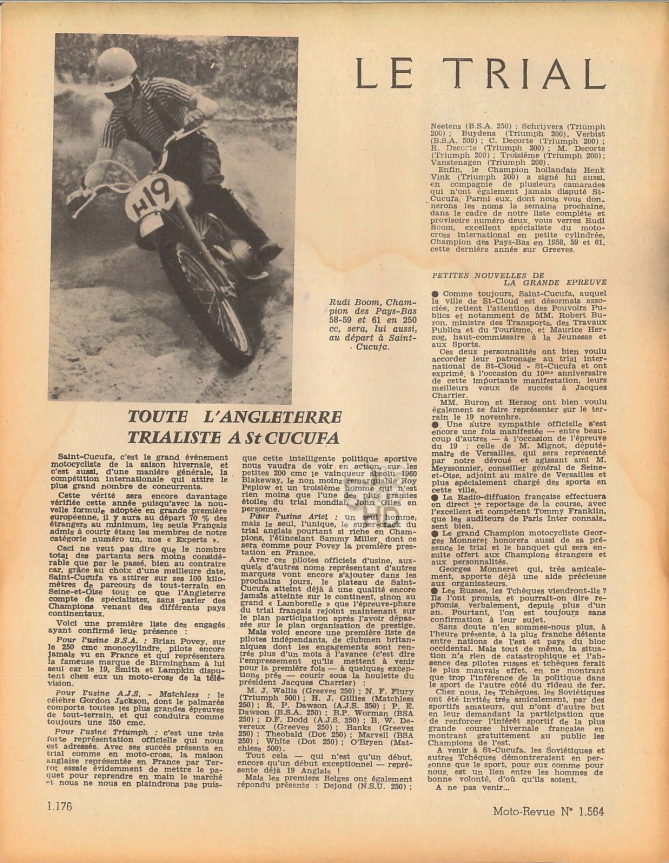 LE TRIAL
Rudi Boom, Cham-
pion des Pays-Bas
58-59 et 61 en 250
cc, sera, lui aussi,
au départ à Saint-
Cucufa.
TOUTE L'ANGLETERRE
TRIALISTE A St CUCUFA
Saint-Cucufa, c'est le grand événement
motocycliste de la saison hivernale, et
c'est aussi, d'une manière générale, la
compétition internationale qui attire le
plus grand nombre de concurrents.
Cette vérité sera encore davantage
vérifiée cette année puisqu'avec la nou-
velle formule adoptée en grande première
européenne, il y aura au départ 70 % des
étrangers au minimum, les seuls Français
admis à courir étant les membres de notre
catégorie numéro un, nos « Experts ».
Ceci ne veut pas dire que le nombre
total des partants sera moins considé-
rable que par le passé, bien au contraire
car, grâce au choix d'une meilleure date,
Saint-Cucufa va attirer sur ses 100 kilo-
mètres de parcours de tout-terrain en
Seine-et-Oise tout ce que l'Angleterre
compte de spécialistes, sans parler des
Champions venant des différents pays
continentaux.
Voici une première liste des engagés
ayant confirmé leur présence :
Pour l'usine B.S.A. : Brian Povey, sur
le 250 cmc monocylindre, pilote encore
jamais vu en France et qui représentera
la fameuse marque de Birmingham à lui
seul car le 19, Smith et Lampkin dispu-
tent chez eux un moto-cross de la télé-
vision.
Pour l'usine A.J.S. - Matchless : le
célèbre Gordon Jackson, dont le palmarès
comporte toutes les plus grandes épreuves
de tout-terrain, et qui conduira comme
toujours une 350 cmc.
Pour l'usine Triumph : c'est une très
forte représentation officielle qui nous
est adressée. Avec ses succès présents en
trial comme en moto-cross, la maison
anglaise représentée en France par Ter-
rot essaie évidemment de mettre le pa-
quet pour reprendre en main le marché
et nous ne nous en plaindrons pas puis-
que cette intelligente politique sportive
nous vaudra de voir en action sur les
petites 200 cmc le vainqueur absolu 1960
Blakeway, le non moins remarquable Roy
Peplow et un troisième homme qui n'est
rien moins que l'une des plus grandes
étoiles du trial mondial, John Giles en
personne.
Pour l'usine Ariel : un seul homme,
mais le seul, l'unique, le super as du
trial anglais pourtant si riche en Cham-
pions, l'étincelant Sammy Miller, dont ce
sera comme pour Povey la première pres-
tation en France.
Avec ces pilotes officiels d'usine, aux-
quels d'autres noms représentant d'autres
marques vont encore s'ajouter dans les
prochains jours, le plateau de Saint-
Cucufa atteint déjà à une qualité encore
jamais atteinte sur le continent, sinon au
grand « Lamborelle » que l'épreuve-phare
du trial français rejoint maintenant sur
le plan participation après l'avoir dépas-
sée sur le plan organisation de prestige.
Mais voici encore une première liste de
pilotes indépendants, de clubmen britan-
niques dont les engagements sont ren-
trés plus d'un mois à l'avance (c'est dire
l'empressement qu'ils mettent à venir
pour la première fois — à quelques excep-
tions près — courir sous la houlette du
président Jacques Charrier) :
M. J. Wallis (Greeves 250) ; N. F. Flury
(Triumph 500) ; H. J. Gillies (Matchless
250) ; R. P. Dawson (A.J.S. 350) ; P. E.
Dawson (B.S.A. 250) ; R.P. Worman (BSA
250) ; D.F. Dodd (A.J.S. 250) ; B. W. De-
vereux (Greeves 250) ; Banks (Greeves
250) ; Theobald (Dot 250) ; Marvell (BSA
250) ; White (Dot 250) ; O'Bryen (Mat-
chless 500).
Tout cela — qui n'est qu'un début,
encore qu'un début exceptionnel — repré-
sente déjà 19 Anglais !
Mais les premiers Belges ont également
répondu présents : Dejond (N.S.U. 250) ;
Neetens (B.S.A. 250) ; Schrijvers (Triumph
200) ; Buydens (Triumph 200), Verbist
(B.S.A. 500) ; C. Decorte (Triumph 200) ;
R. Decorte (Triumph 200) ; M. Decorte
(Triumph 200) ; Troisième (Triumph 200);
Vanstenagen (Triumph 200).
Enfin, le Champion hollandais Henk
Vink (Triumph 200) a signé lui aussi,
en compagnie de plusieurs camarades
qui n'ont également jamais disputé St-
Cucufa. Parmi eux, dont nous vous don-
nerons les noms la semaine prochaine,
dans le cadre de notre liste complète et
provisoire numéro deux, vous verrez Rudi
Boom, excellent spécialiste du moto-
cross international en petite cylindrée,
Champion des Pays-Bas en 1958, 59 et 61,
cette dernière année sur Greeves.
PETITES NOUVELLES DE
LA GRANDE EPREUVE
● Comme toujours, Saint-Cucufa, auquel
la ville de St-Cloud est désormais asso-
ciée, retient l'attention des Pouvoirs Pu-
blics et notamment de MM. Robert Bu-
ron, ministre des Transports, des Travaux
Publics et du Tourisme, et Maurice Her-
zog, haut-commissaire à la Jeunesse et
aux Sports.
Ces deux personnalités ont bien voulu
accorder leur patronage au trial inter-
national de St-Cloud - St-Cucufa et ont
exprimé, à l'occasion du 10me anniversaire
de cette importante manifestation, leurs
meilleurs vœux de succès à Jacques
Charrier.
MM. Buron et Herzog ont bien voulu
également se faire représenter sur le ter-
rain le 19 novembre.
● Une autre sympathie officielle s'est
encore une fois manifestée — entre beau-
coup d'autres — à l'occasion de l'épreuve
du 19 : celle de M. Mignot, député-
maire de Versailles, qui sera représenté
par notre dévoué et agissant ami M.
Meyssonnier, conseiller général de Seine-
et-Oise, adjoint au maire de Versailles et
plus spécialement chargé des sports en
cette ville.
● La Radio-diffusion française effectuera
en direct le reportage de la course, avec
l'excellent et compétent Tommy Franklin,
que les auditeurs de Paris Inter connais-
sent bien.
● Le grand Champion motocycliste Geor-
ges Monneret honorera aussi de sa pré-
sence le trial et le banquet qui sera en-
suite offert aux Champions étrangers et
aux personnalités.
Georges Monneret qui, très amicale-
ment, apporte déjà une aide précieuse
aux organisateurs.
● Les Russes, les Tchèques viendront-ils ?
Ils l'ont promis, pourrait-on dire re-
promis, verbalement, depuis plus d'un
an. Pourtant, l'on est toujours sans
confirmation à leur sujet.
Sans doute n'en sommes-nous plus, à
l'heure présente, à la plus franche détente
entre nations de l'est et pays du bloc
occidental. Mais tout de même, la situa-
tion n'a rien de catastrophique et l'ab-
sence des pilotes russes et tchèques ferait
le plus mauvais effet, en ne montrant
que trop l'influence de la politique dans
le sport de l'autre côté du rideau de fer.
Chez nous, les Tchèques, les Soviétiques
ont été invités très amicalement, par des
sportifs amateurs, qui n'ont d'autre but
en leur demandant la participation que
de renforcer l'intérêt sportif de la plus
grande course hivernale française en
montrant gratuitement au public les
Champions de l'est.
A venir à St-Cucufa, les Soviétiques et
autres Tchèques démontreraient en per-
sonne que le sport, pour eux comme pour
nous, est un lien entre les hommes de
bonne volonté, d'où qu'ils soient.
A ne pas venir...
H19
1.176
Moto-Revue N° 1.564